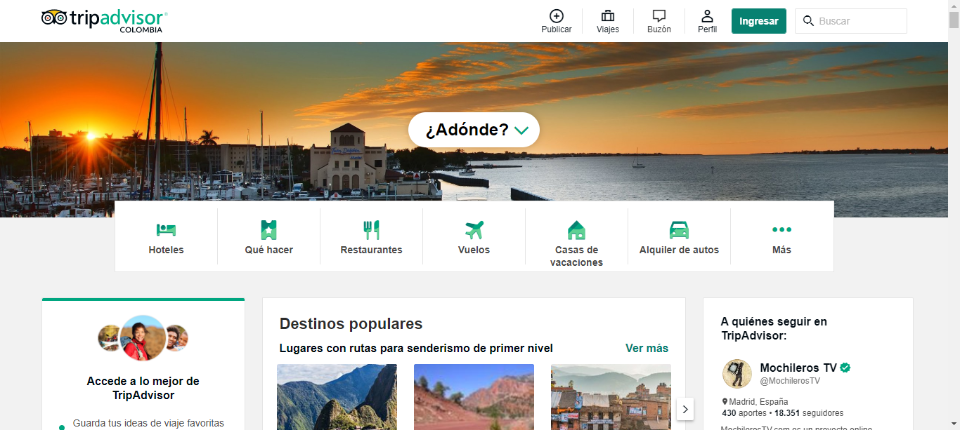 tripadvisor
COLOMBIA
Publicar
Viajes
Buzón
Perfil
Ingresar
Buscar
¿Adónde?
Hoteles
Qué hacer
Restaurantes
Vuelos
Casas de
vacaciones
Alquiler de autos
Más
Accede a lo mejor de
TripAdvisor
Guarda tus ideas de viaje favoritas
Destinos populares
Lugares con rutas para senderismo de primer nivel
Ver más
A quiénes seguir en
TripAdvisor:
Mochileros TV
@MochilerosTV
Madrid, España
430 aportes • 18.351 seguidores
MochilerosTV.com es un proyecto online